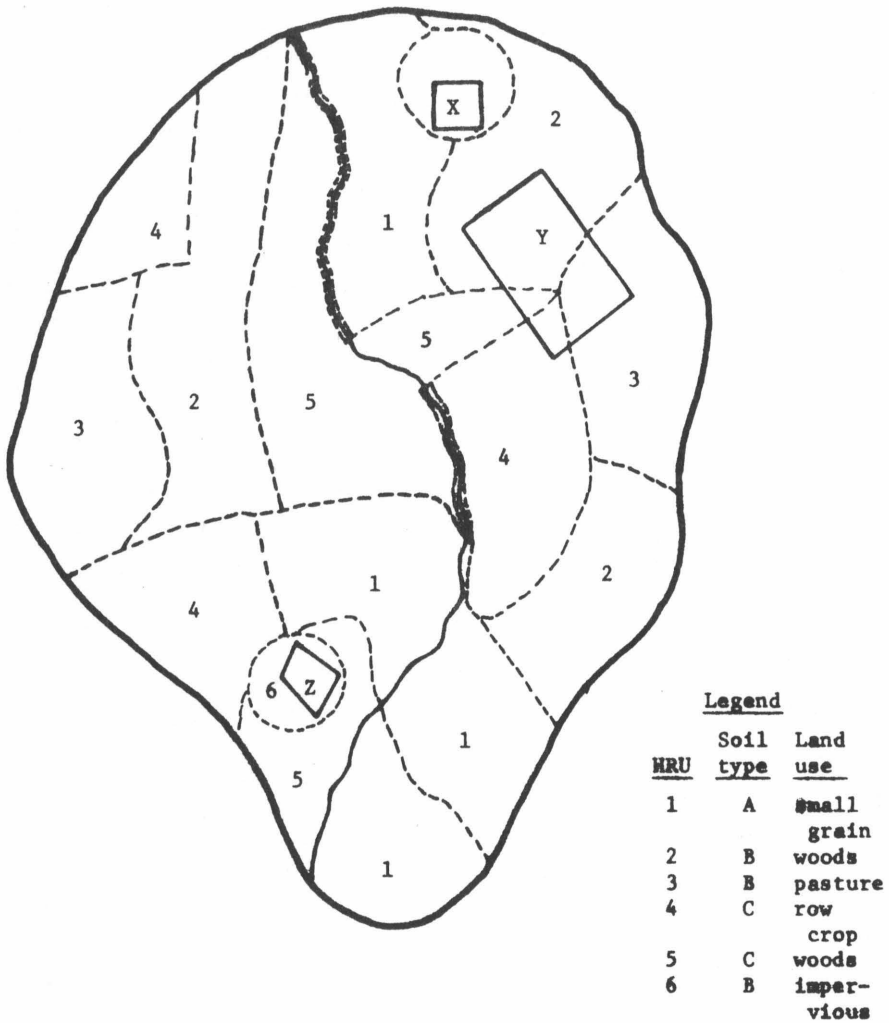 X
2
4
1
Y
5
3
2
5
3
4
1
2
4
6
Z
1
5
1
Legend
Soil Land
HRU type use
1 A small
grain
2 B woods
3 B pasture
4 C row
crop
5 C woods
6 B imper-
vious